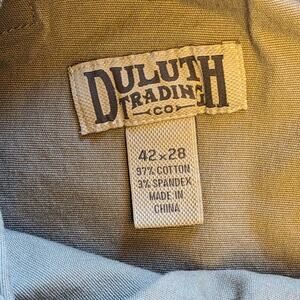 DULUTH
TRADING
CO
42x28
97% COTTON
3% SPANDEX
MADE IN
CHINA